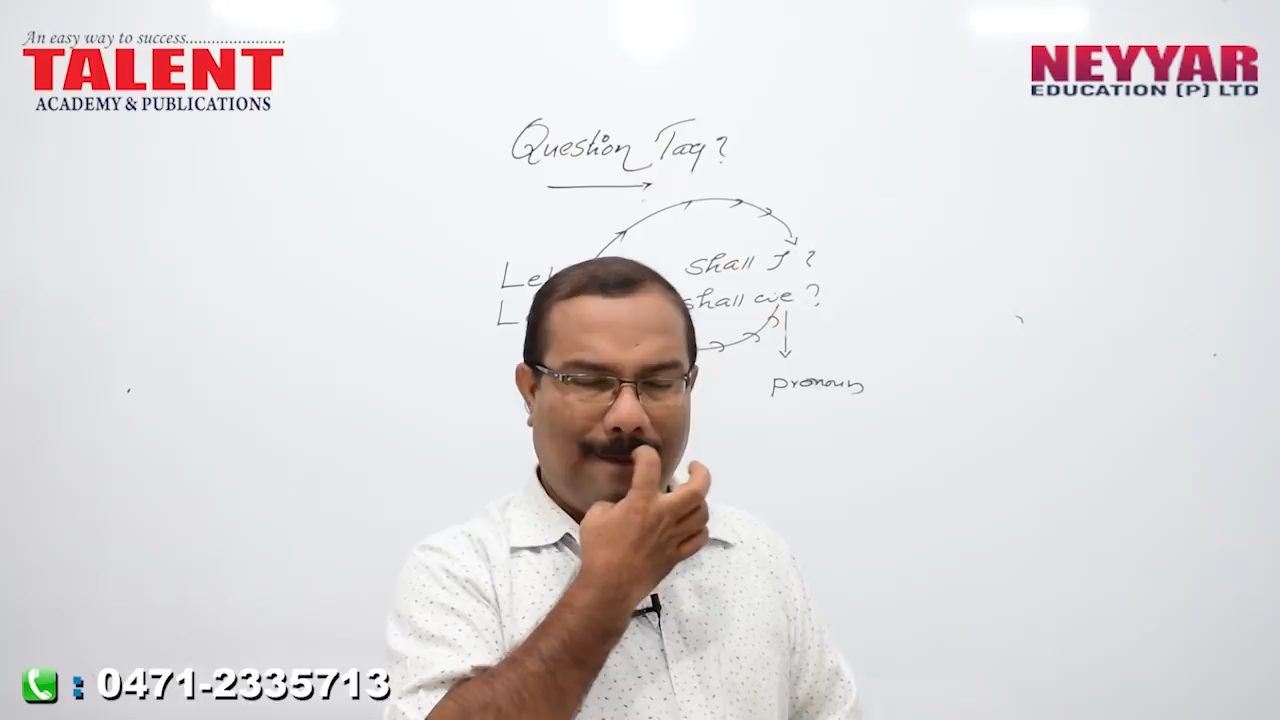 An easy way to success.......................
TALENT
ACADEMY & PUBLICATIONS
NEYYAR
EDUCATION (P) LTD
Question Tag?
shall I ?
shall we ?
pronoun
: 0471-2335713